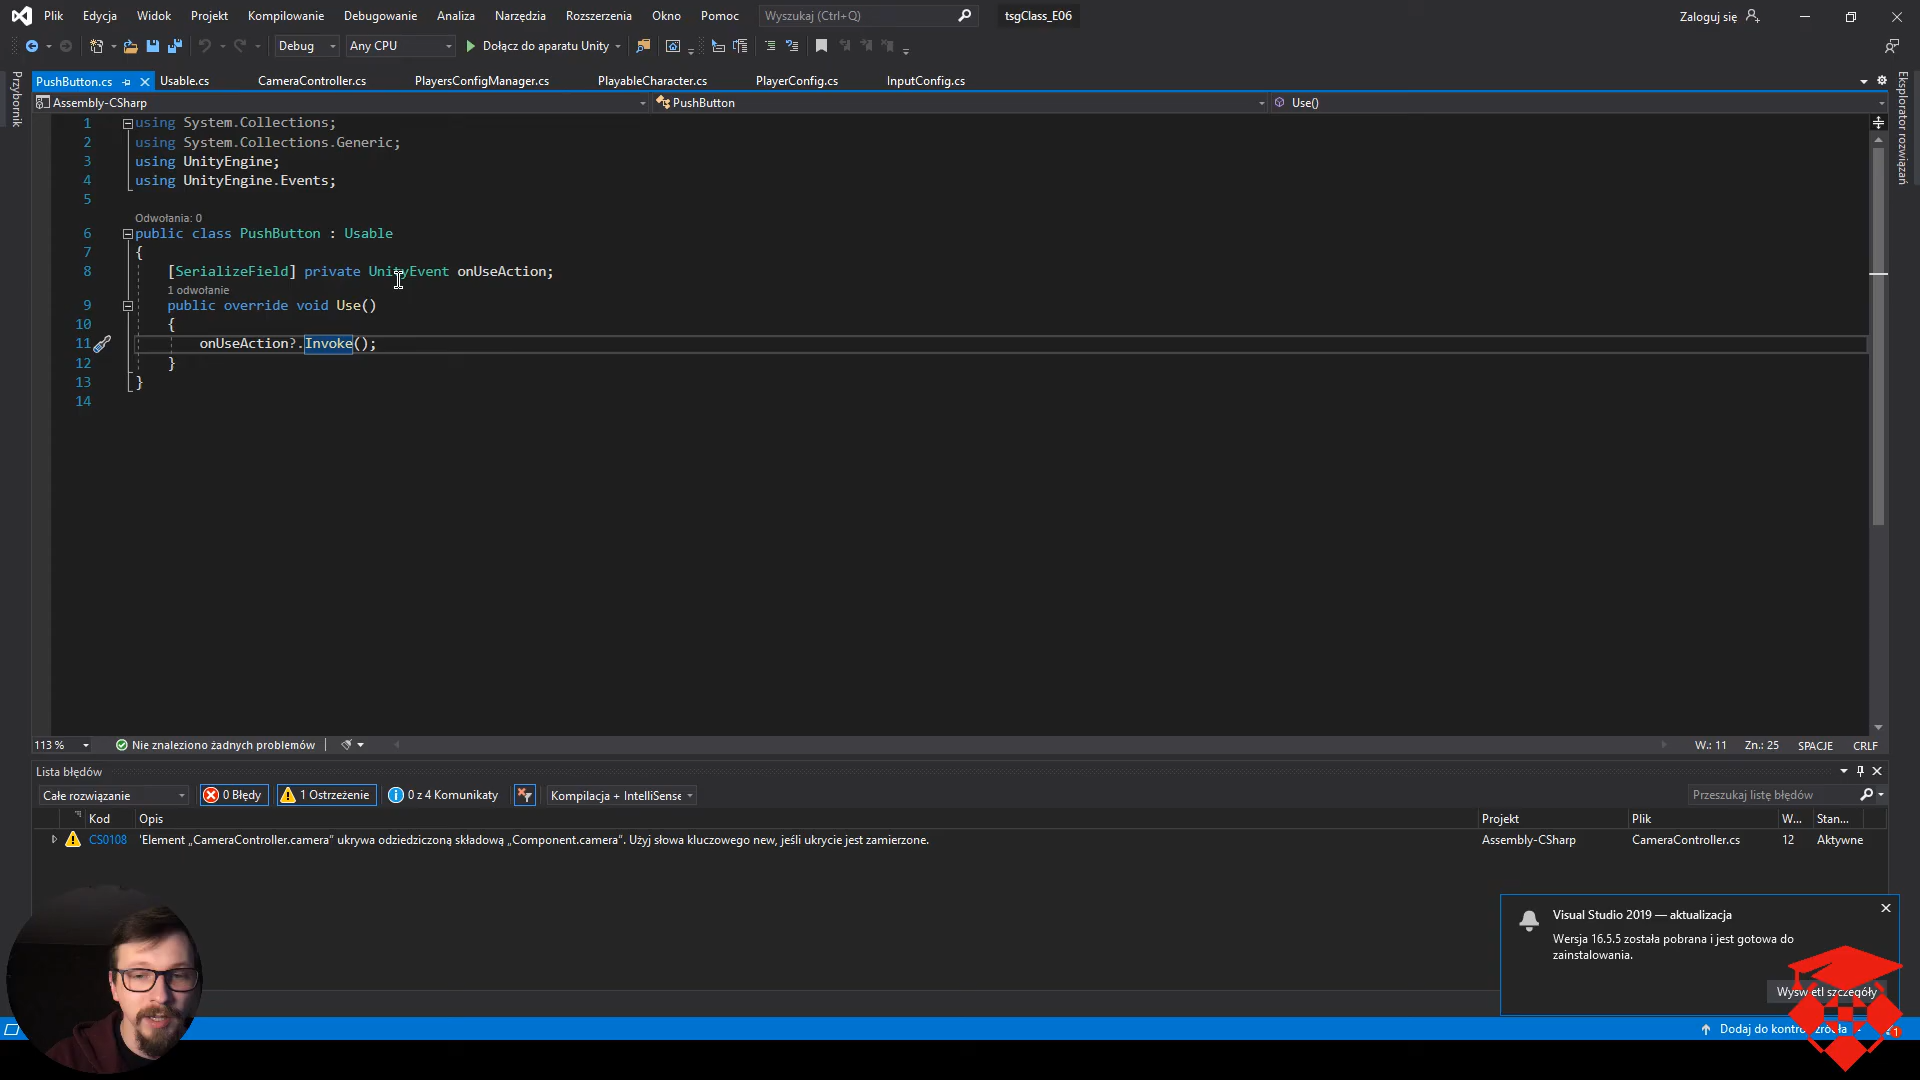 Plik Edycja Widok Projekt Kompilowanie Debugowanie Analiza Narzędzia Rozszerzenia Okno Pomoc Wyszukaj (Ctrl+Q) tsgClass_E06 Zaloguj się
Debug Any CPU Dołącz do aparatu Unity
PushButton.cs Usable.cs CameraController.cs PlayersConfigManager.cs PlayableCharacter.cs PlayerConfig.cs InputConfig.cs
Przybornik
Eksplorator rozwiązań
Assembly-CSharp PushButton Use()
1 using System.Collections;
2 using System.Collections.Generic;
3 using UnityEngine;
4 using UnityEngine.Events;
5
Odwołania: 0
6 public class PushButton : Usable
7 {
8 [SerializeField] private UnityEvent onUseAction;
1 odwołanie
9 public override void Use()
10 {
11 onUseAction?.Invoke();
12 }
13 }
14
113 % Nie znaleziono żadnych problemów W.: 11 Zn.: 25 SPACJE CRLF
Lista błędów
Całe rozwiązanie 0 Błędy 1 Ostrzeżenie 0 z 4 Komunikaty Kompilacja + IntelliSense Przeszukaj listę błędów
Kod Opis Projekt Plik W... Stan...
CS0108 'Element „CameraController.camera” ukrywa odziedziczoną składową „Component.camera”. Użyj słowa kluczowego new, jeśli ukrycie jest zamierzone. Assembly-CSharp CameraController.cs 12 Aktywne
Visual Studio 2019 — aktualizacja
Wersja 16.5.5 została pobrana i jest gotowa do
zainstalowania.
Wyświetl szczegóły
Dodaj do kontroli źródła 1